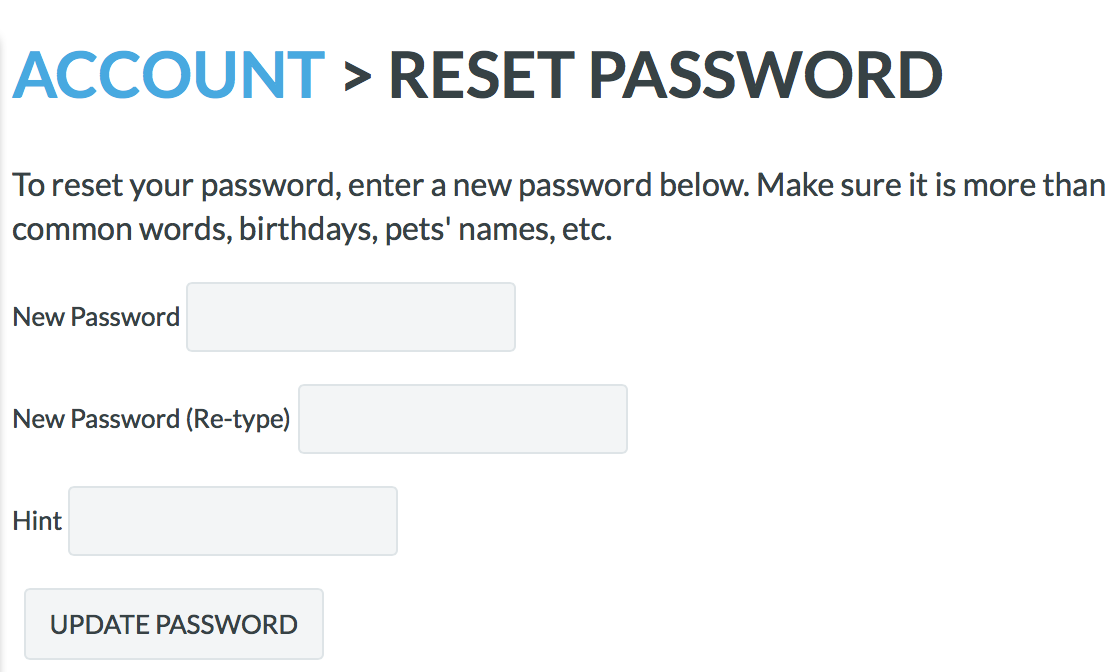 ACCOUNT > RESET PASSWORD
To reset your password, enter a new password below. Make sure it is more than
common words, birthdays, pets' names, etc.
New Password
New Password (Re-type)
Hint
UPDATE PASSWORD